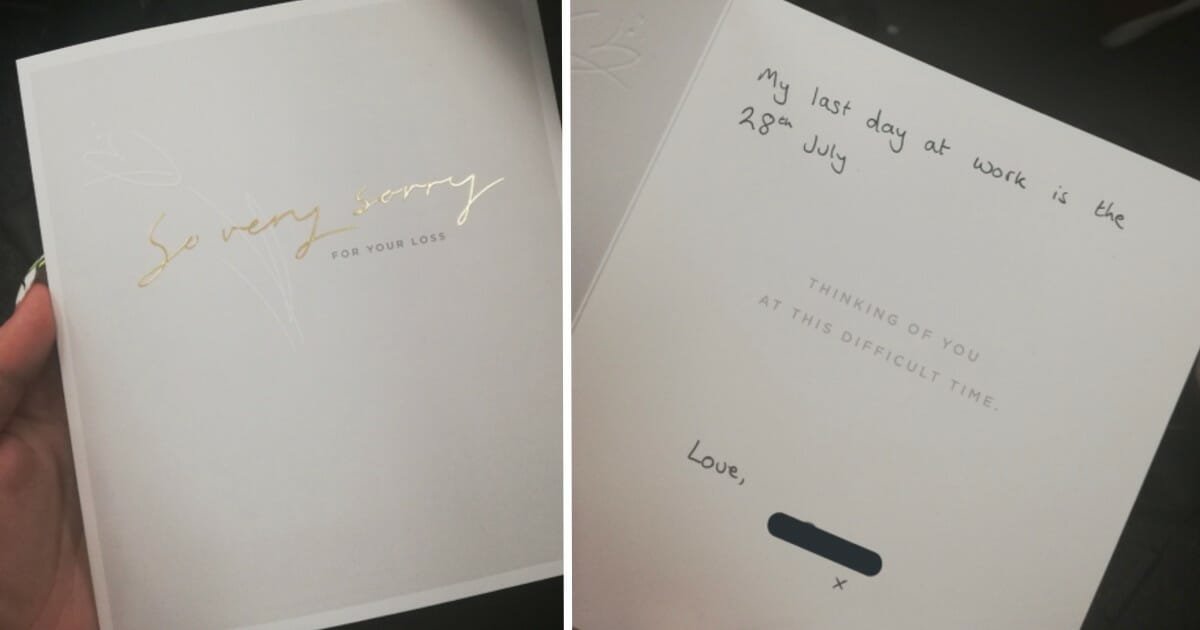 So very sorry
FOR YOUR LOSS
My last day at work is the
28th July
THINKING OF YOU
AT THIS DIFFICULT TIME.
Love,
x